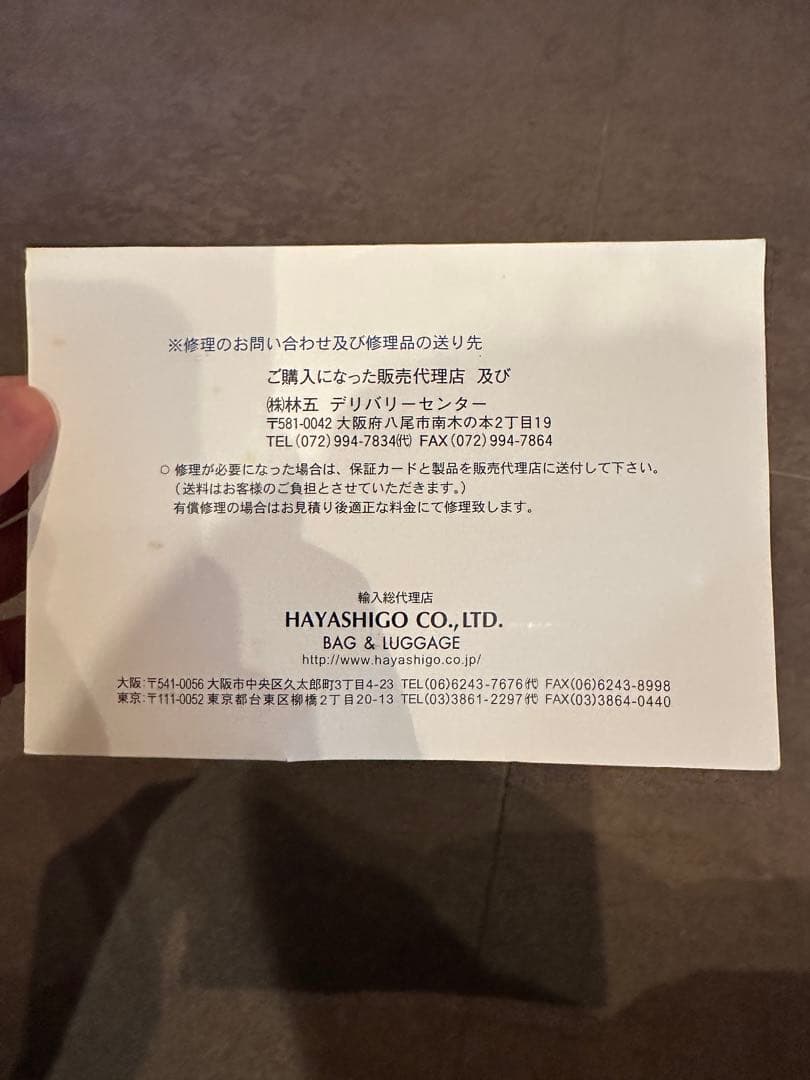 ※修理のお問い合わせ及び修理品の送り先
ご購入になった販売代理店 及び
㈱林五 デリバリーセンター
〒581-0042 大阪府八尾市南木の本2丁目19
TEL(072)994-7834㈹ FAX(072)994-7864
○ 修理が必要になった場合は、保証カードと製品を販売代理店に送付して下さい。
(送料はお客様のご負担とさせていただきます。)
有償修理の場合はお見積り後適正な料金にて修理致します。
輸入総代理店
HAYASHIGO CO.,LTD.
BAG & LUGGAGE
http://www.hayashigo.co.jp/
大阪:〒541-0056 大阪市中央区久太郎町3丁目4-23 TEL(06)6243-7676㈹ FAX(06)6243-8998
東京:〒111-0052 東京都台東区柳橋2丁目20-13 TEL(03)3861-2297㈹ FAX(03)3864-0440